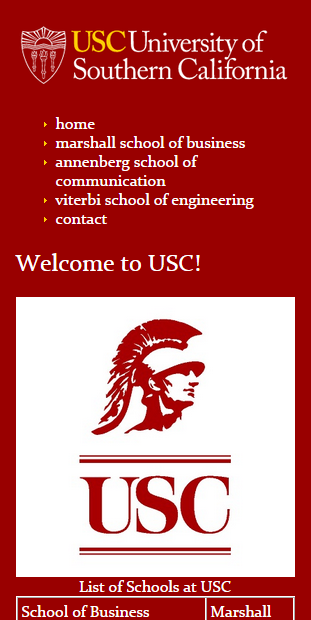 USC University of
Southern California
home
marshall school of business
annenberg school of
communication
viterbi school of engineering
contact
Welcome to USC!
USC
List of Schools at USC
School of Business Marshall